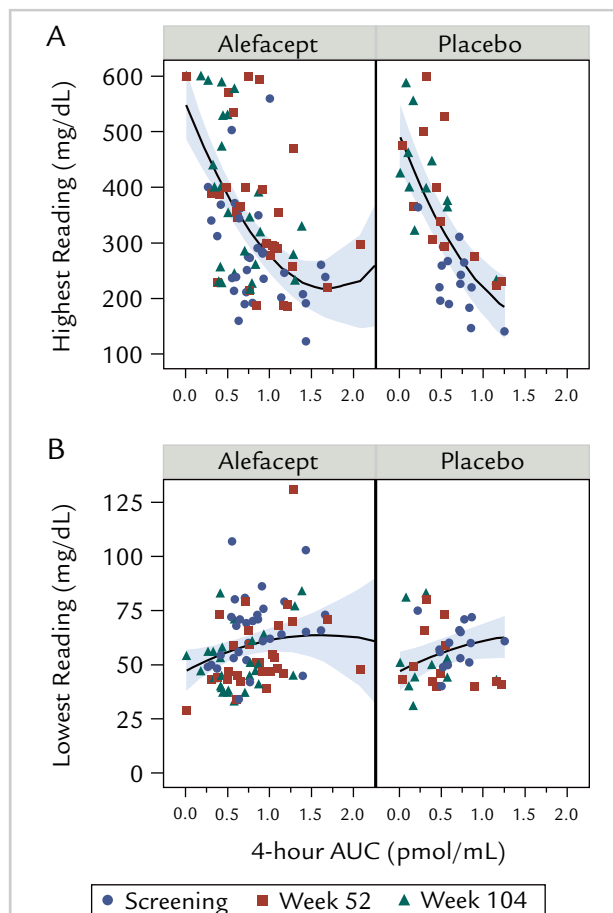 A
Alefacept Placebo
Highest Reading (mg/dL)
600
500
400
300
200
100
0.0 0.5 1.0 1.5 2.0 0.0 0.5 1.0 1.5 2.0
B
Alefacept Placebo
Lowest Reading (mg/dL)
125
100
75
50
25
0
0.0 0.5 1.0 1.5 2.0 0.0 0.5 1.0 1.5 2.0
4-hour AUC (pmol/mL)
Screening Week 52 Week 104